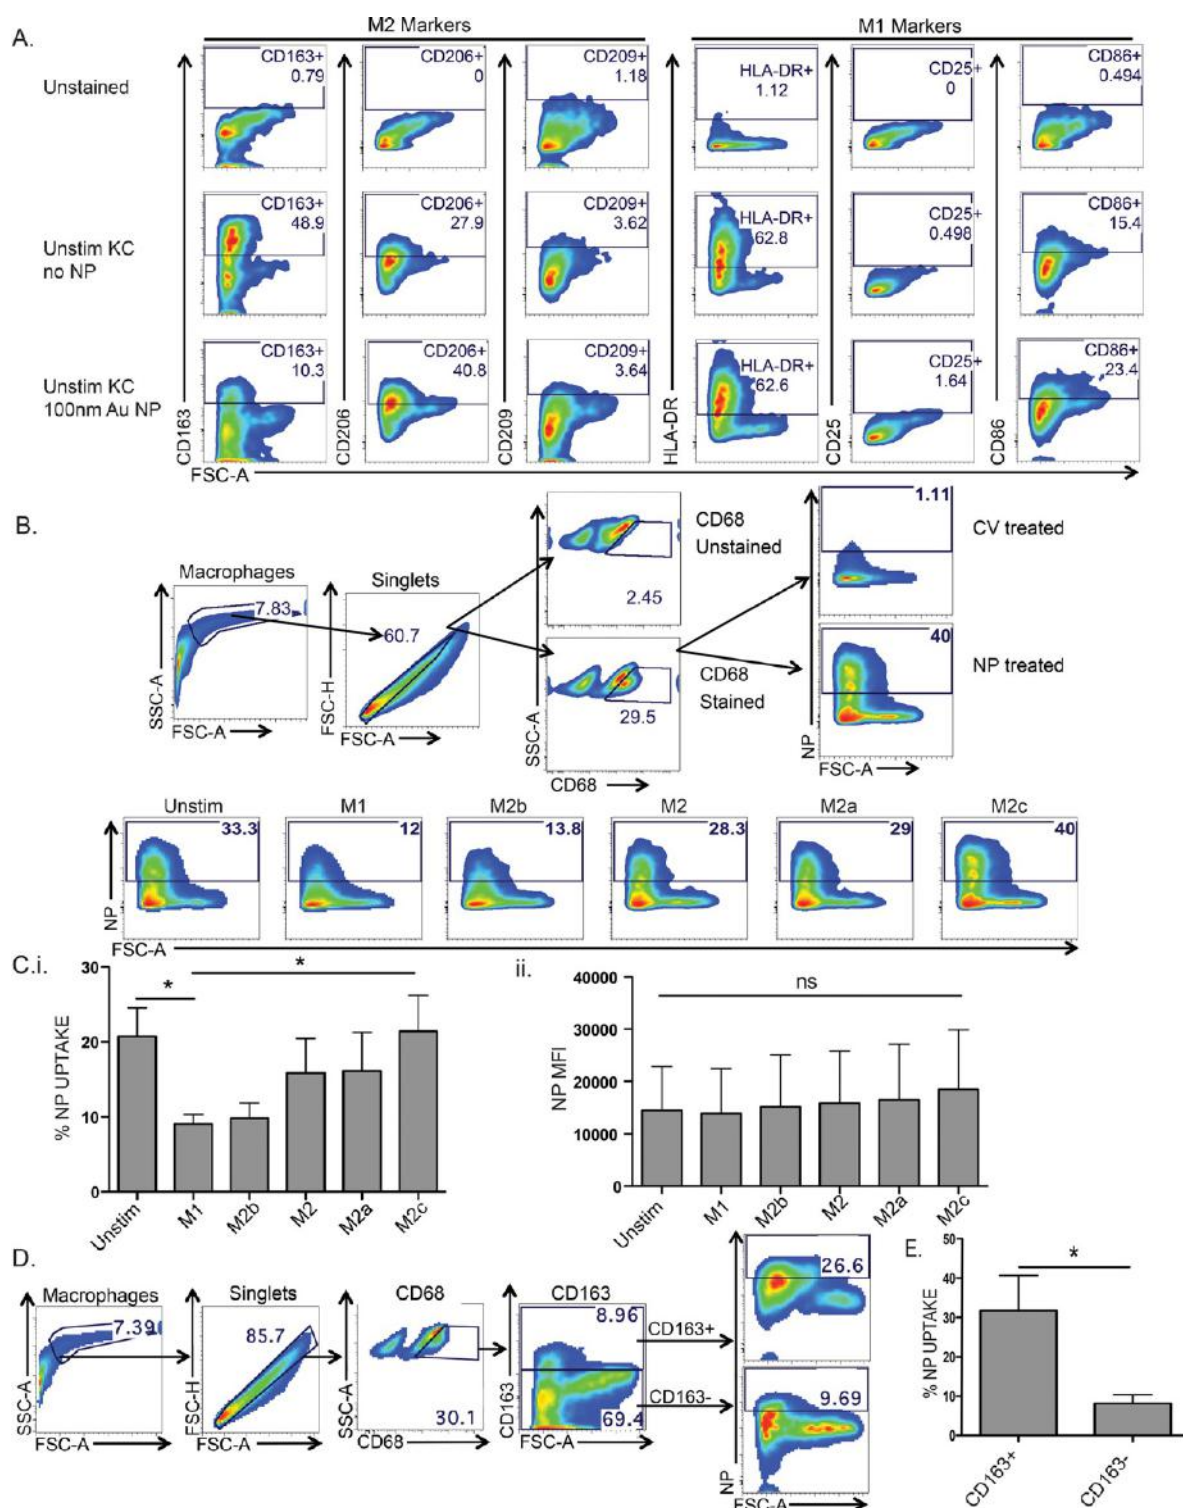 A.
M2 Markers
M1 Markers
Unstained
CD163+
0.79
CD206+
0
CD209+
1.18
HLA-DR+
1.12
CD25+
0
CD86+
0.494
Unstim KC
no NP
CD163+
48.9
CD206+
27.9
CD209+
3.62
HLA-DR+
62.8
CD25+
0.498
CD86+
15.4
Unstim KC
100nm Au NP
CD163+
10.3
CD206+
40.8
CD209+
3.64
HLA-DR+
62.6
CD25+
1.64
CD86+
23.4
CD163
CD206
CD209
HLA-DR
CD25
CD86
FSC-A
B.
Macrophages
7.83
SSC-A
FSC-A
Singlets
60.7
FSC-H
FSC-A
CD68
Unstained
2.45
CD68
Stained
29.5
SSC-A
CD68
1.11
CV treated
40
NP treated
NP
FSC-A
Unstim
M1
M2b
M2
M2a
M2c
33.3
12
13.8
28.3
29
40
NP
FSC-A
C.i.
% NP UPTAKE
30
20
10
0
*
*
Unstim
M1
M2b
M2
M2a
M2c
ii.
NP MFI
40000
30000
20000
10000
0
ns
Unstim
M1
M2b
M2
M2a
M2c
D.
Macrophages
7.39
SSC-A
FSC-A
Singlets
85.7
FSC-H
FSC-A
CD68
30.1
SSC-A
CD68
CD163
8.96
69.4
CD163
FSC-A
CD163+
CD163-
26.6
9.69
NP
FSC-A
E.
% NP UPTAKE
50
40
30
20
10
0
*
CD163+
CD163-